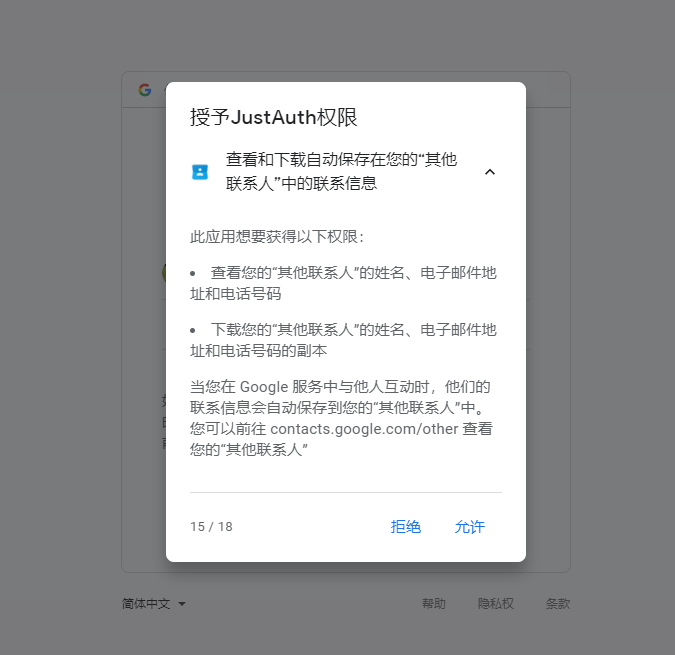 授予JustAuth权限
查看和下载自动保存在您的“其他
联系人”中的联系信息
此应用想要获得以下权限：
• 查看您的“其他联系人”的姓名、电子邮件地
址和电话号码
• 下载您的“其他联系人”的姓名、电子邮件地
址和电话号码的副本
当您在 Google 服务中与他人互动时，他们的
联系信息会自动保存到您的“其他联系人”中。
您可以前往 contacts.google.com/other 查看
您的“其他联系人”
15 / 18 拒绝 允许
简体中文 帮助 隐私权 条款